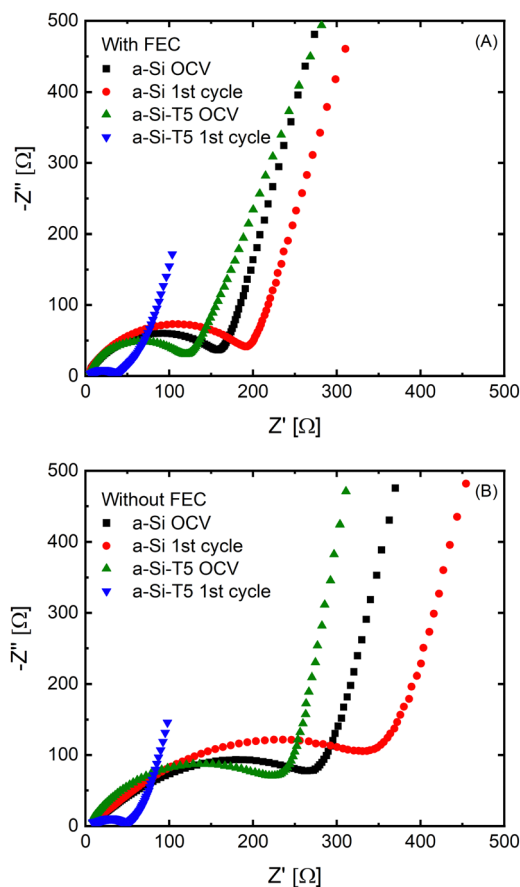 500
With FEC
(A)
a-Si OCV
a-Si 1st cycle
400
a-Si-T5 OCV
a-Si-T5 1st cycle
300
-Z'' [Ω]
200
100
0
0 100 200 300 400 500
Z' [Ω]
500
Without FEC
(B)
a-Si OCV
400
a-Si 1st cycle
a-Si-T5 OCV
a-Si-T5 1st cycle
300
-Z'' [Ω]
200
100
0
0 100 200 300 400 500
Z' [Ω]